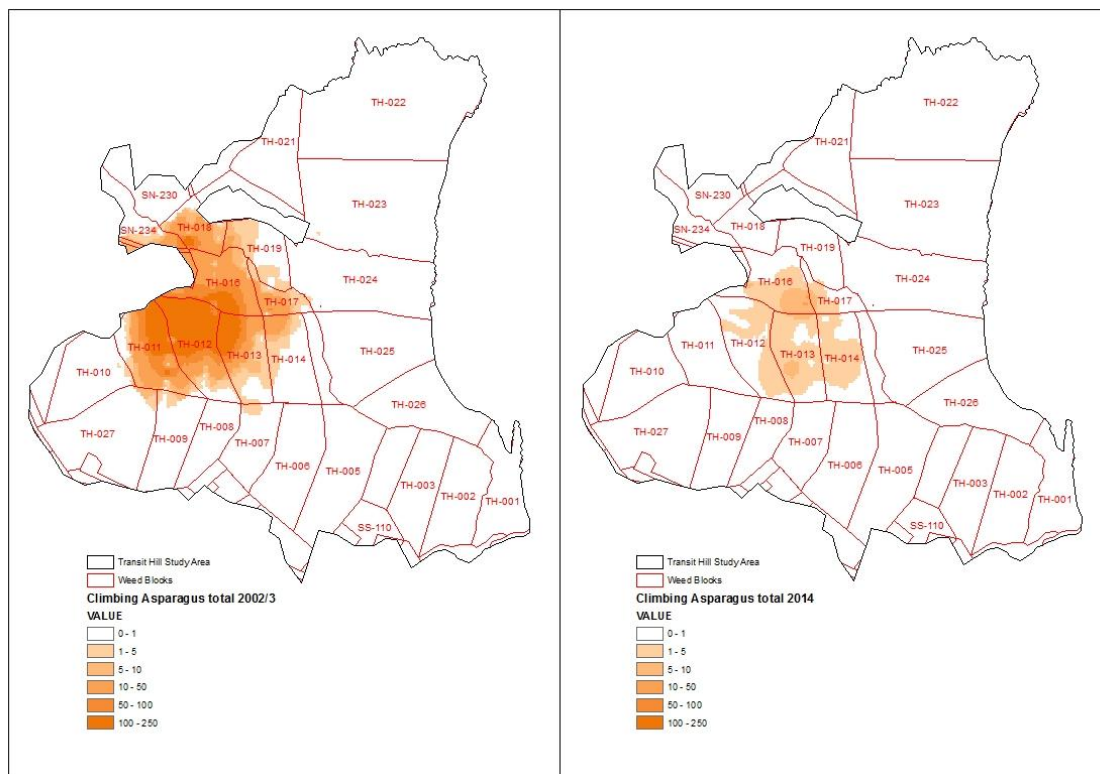 TH-022
TH-021
SN-230
TH-023
SN-234
TH-018
TH-019
TH-016
TH-024
TH-017
TH-011
TH-012
TH-013
TH-014
TH-025
TH-010
TH-026
TH-027
TH-009
TH-008
TH-007
TH-006
TH-005
TH-003
TH-002
TH-001
SS-110
Transit Hill Study Area
Weed Blocks
Climbing Asparagus total 2002/3
VALUE
0 - 1
1 - 5
5 - 10
10 - 50
50 - 100
100 - 250
TH-022
TH-021
SN-230
TH-023
SN-234
TH-018
TH-019
TH-016
TH-024
TH-017
TH-011
TH-012
TH-013
TH-014
TH-025
TH-010
TH-026
TH-027
TH-009
TH-008
TH-007
TH-006
TH-005
TH-003
TH-002
TH-001
SS-110
Transit Hill Study Area
Weed Blocks
Climbing Asparagus total 2014
VALUE
0 - 1
1 - 5
5 - 10
10 - 50
50 - 100
100 - 250